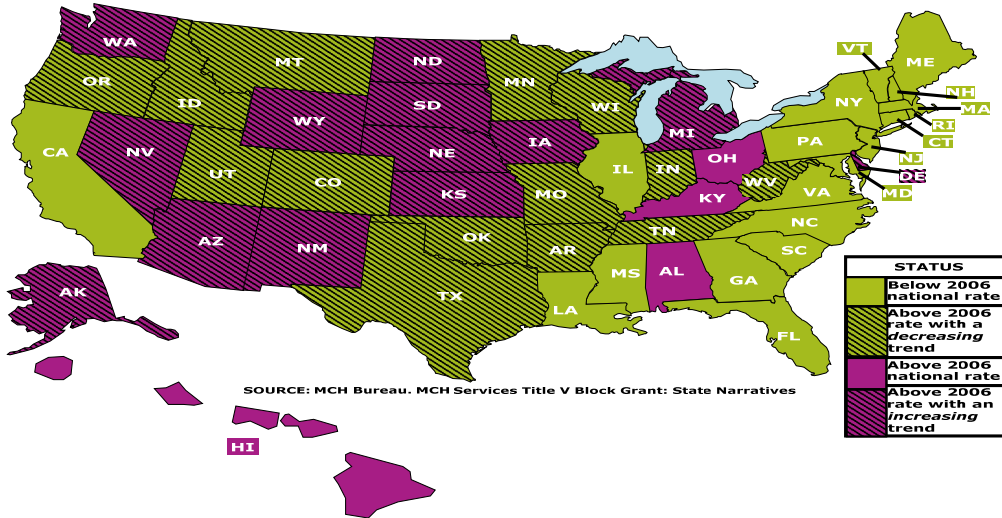 WA
ND
MT
VT
ME
OR
MN
ID
SD
WI
NH
NY
MA
WY
RI
MI
CT
IA
CA
NV
NE
PA
OH
NJ
UT
IL
IN
DE
CO
WV
MD
MO
VA
KS
KY
NC
TN
OK
AZ
NM
AR
SC
MS
AL
GA
AK
TX
LA
FL
HI
STATUS
Below 2006
national rate
Above 2006
rate with a
decreasing
trend
Above 2006
national rate
Above 2006
rate with an
increasing
trend
SOURCE: MCH Bureau. MCH Services Title V Block Grant: State Narratives